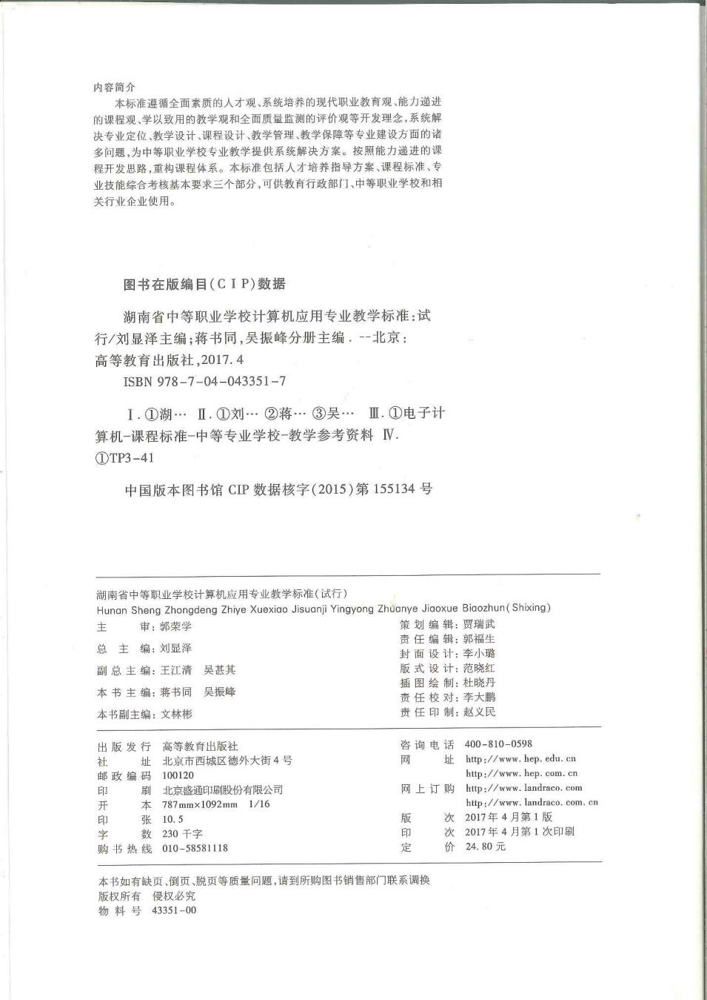 内容简介
本标准遵循全面素质的人才观、系统培养的现代职业教育观、能力递进
的课程观、学以致用的教学观和全面质量监测的评价观等开发理念,系统解
决专业定位、教学设计、课程设计、教学管理、教学保障等专业建设方面的诸
多问题,为中等职业学校专业教学提供系统解决方案。按照能力递进的课
程开发思路,重构课程体系。本标准包括人才培养指导方案、课程标准、专
业技能综合考核基本要求三个部分,可供教育行政部门、中等职业学校和相
关行业企业使用。
图书在版编目(CIP)数据
湖南省中等职业学校计算机应用专业教学标准:试
行/刘显泽主编;蒋书同,吴振峰分册主编. --北京:
高等教育出版社,2017.4
ISBN 978-7-04-043351-7
Ⅰ.①湖… Ⅱ.①刘… ②蒋… ③吴… Ⅲ.①电子计
算机-课程标准-中等专业学校-教学参考资料 Ⅳ.
①TP3-41
中国版本图书馆 CIP 数据核字(2015)第 155134 号
湖南省中等职业学校计算机应用专业教学标准(试行)
Hunan Sheng Zhongdeng Zhiye Xuexiao Jisuanji Yingyong Zhuanye Jiaoxue Biaozhun(Shixing)
主 审:郭荣学
总 主 编:刘显泽
副总主编:王江清 吴甚其
本书主编:蒋书同 吴振峰
本书副主编:文林彬
策划编辑:贾瑞武
责任编辑:郭福生
封面设计:李小璐
版式设计:范晓红
插图绘制:杜晓丹
责任校对:李大鹏
责任印制:赵义民
出版发行 高等教育出版社
社 址 北京市西城区德外大街4号
邮政编码 100120
印 刷 北京盛通印刷股份有限公司
开 本 787mm×1092mm 1/16
印 张 10.5
字 数 230千字
购书热线 010-58581118
咨询电话 400-810-0598
网 址 http://www.hep.edu.cn
http://www.hep.com.cn
网上订购 http://www.landraco.com
http://www.landraco.com.cn
版 次 2017年4月第1版
印 次 2017年4月第1次印刷
定 价 24.80元
本书如有缺页、倒页、脱页等质量问题,请到所购图书销售部门联系调换
版权所有 侵权必究
物 料 号 43351-00